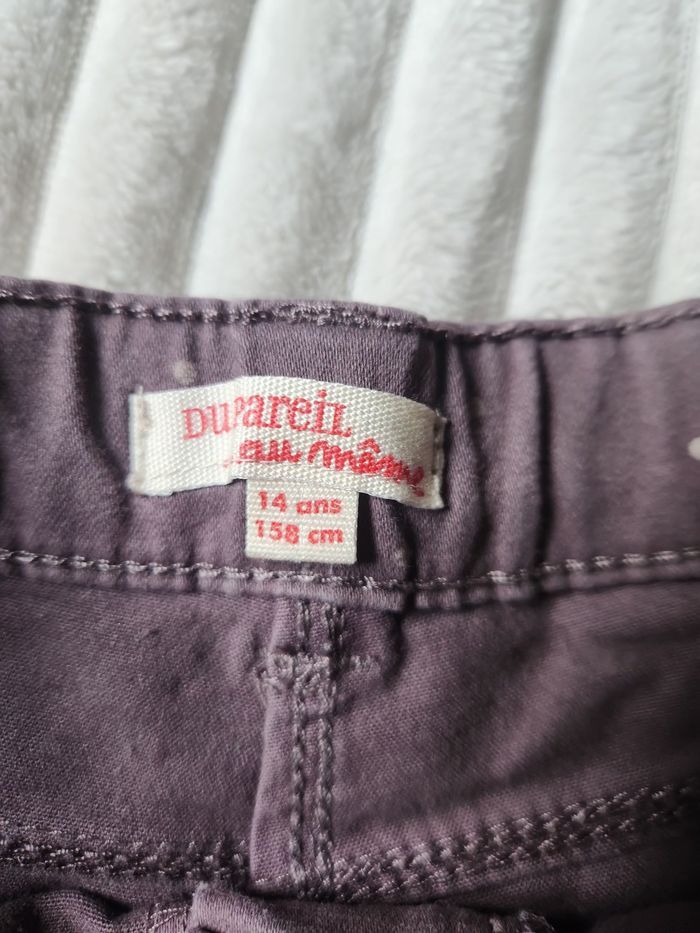 DuPareiL
...au même
14 ans
158 cm